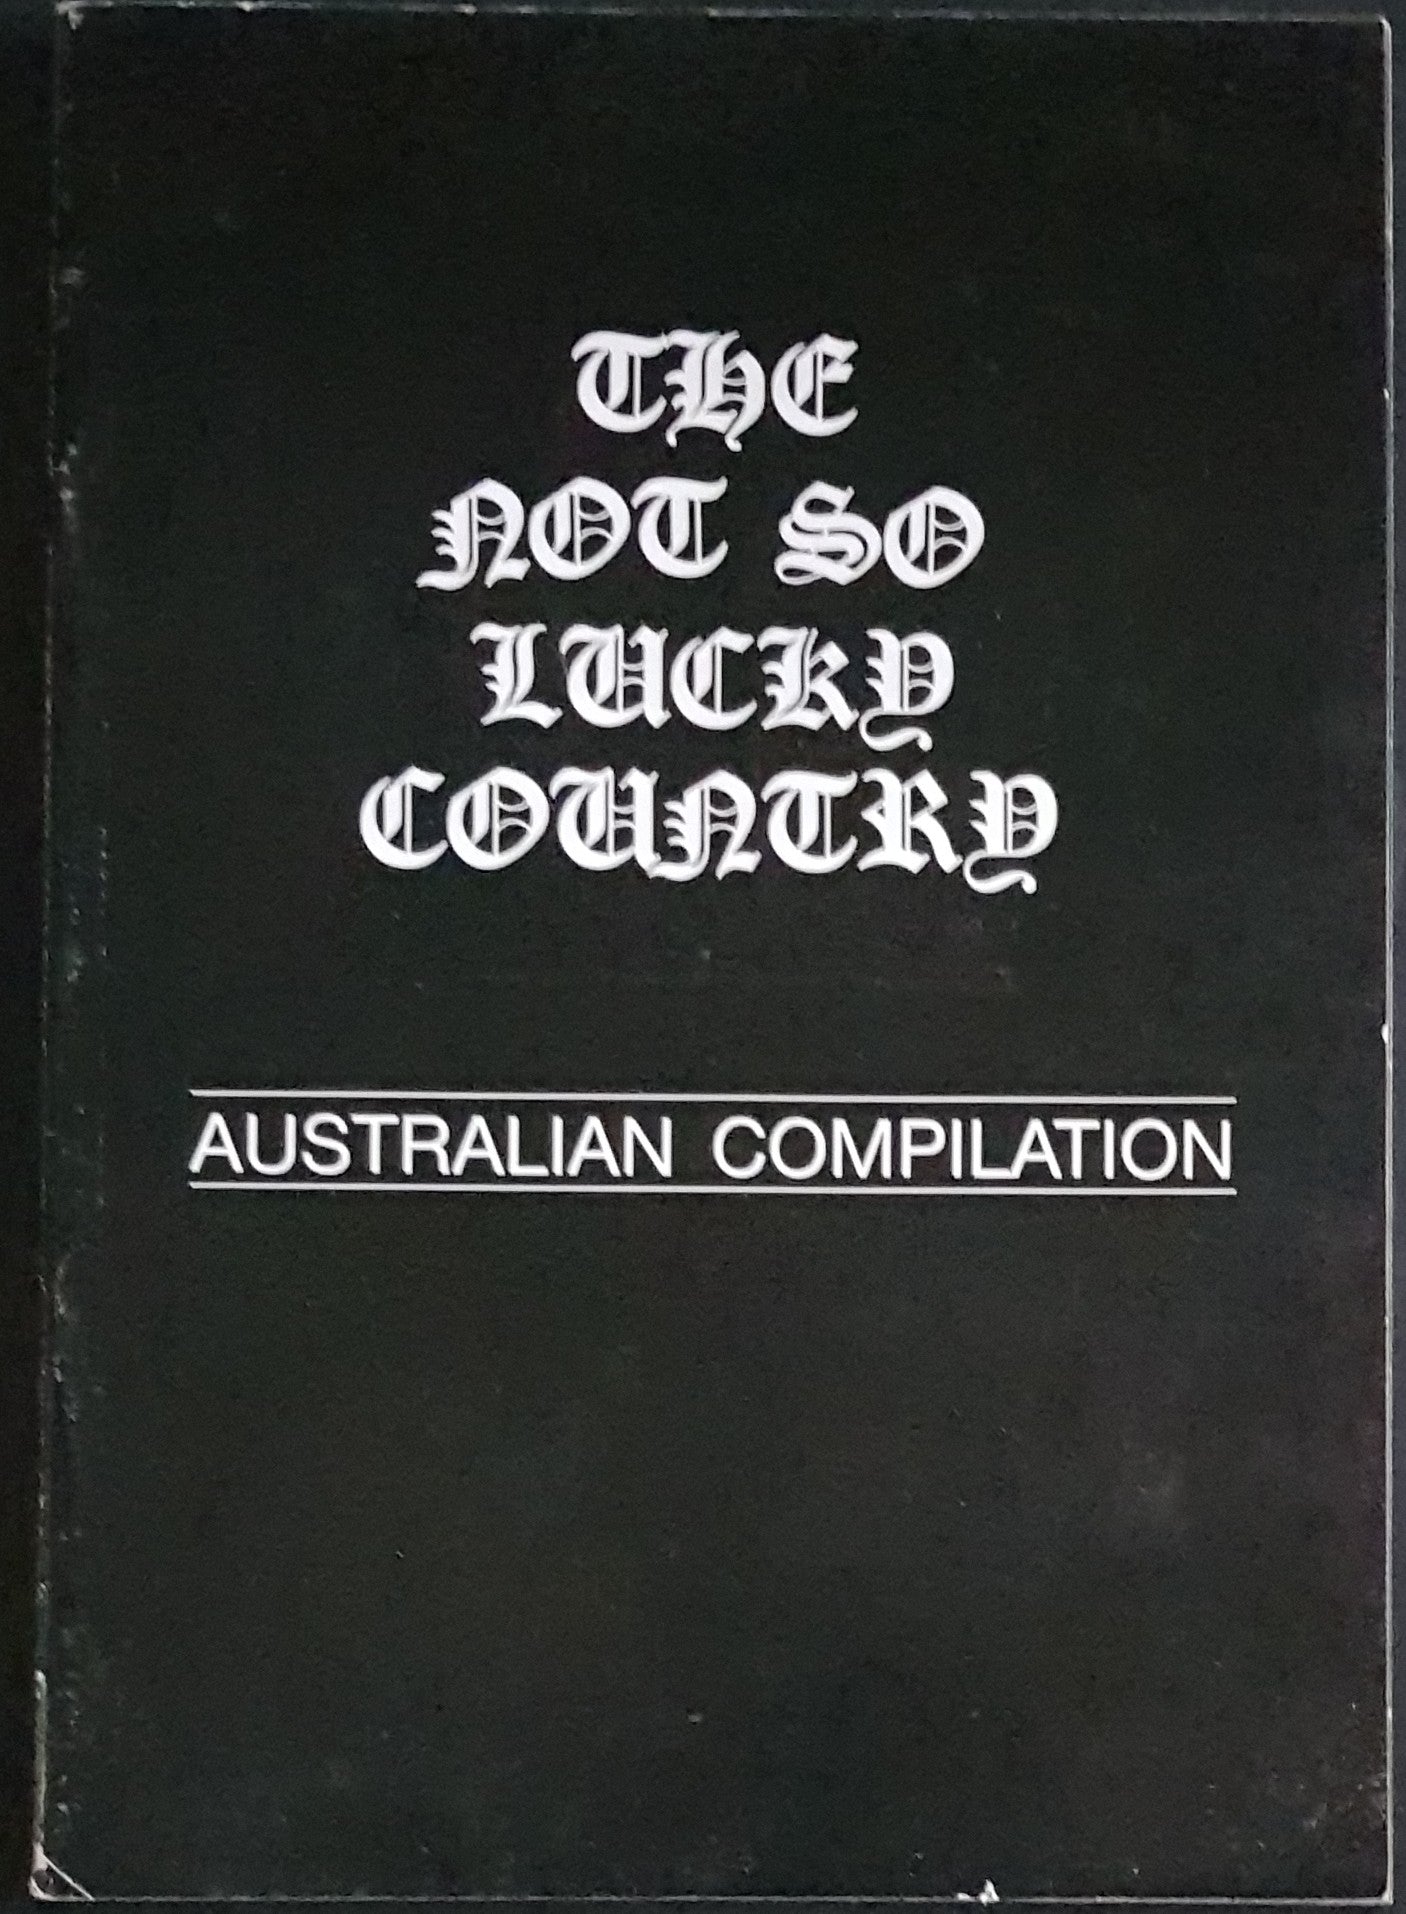 THE
NOT SO
LUCKY
COUNTRY
AUSTRALIAN COMPILATION